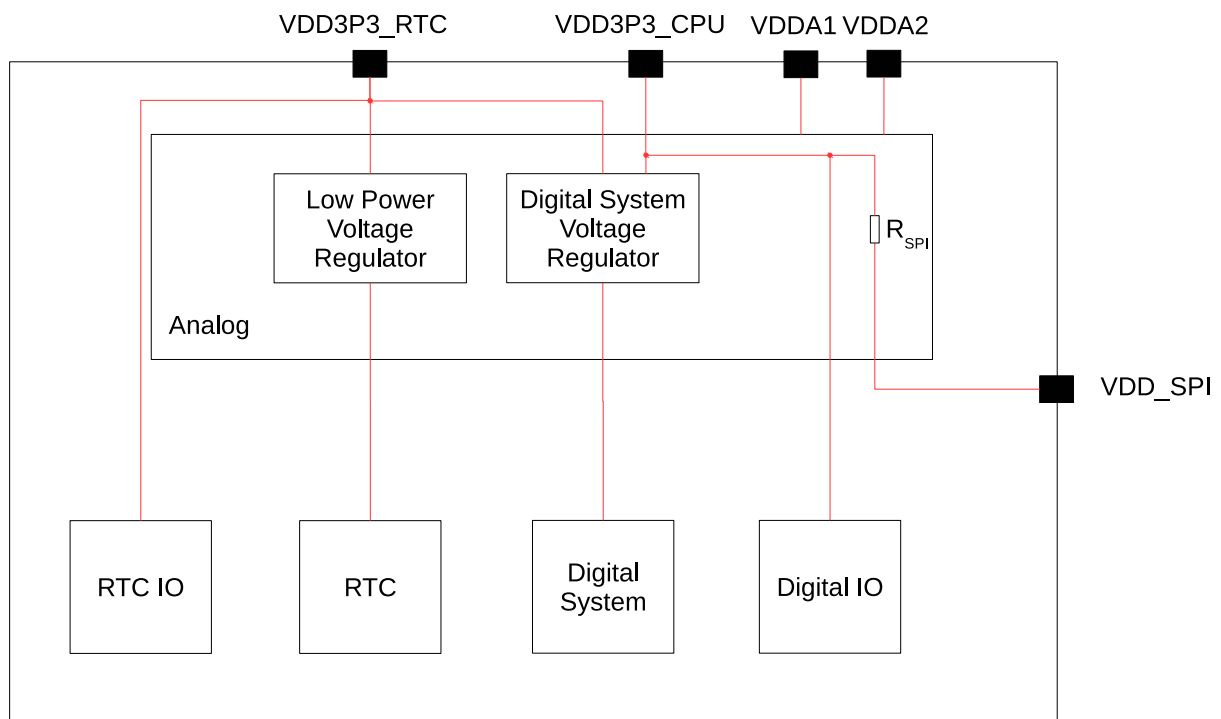 VDD3P3_RTC
VDD3P3_CPU
VDDA1
VDDA2
Low Power
Voltage
Regulator
Digital System
Voltage
Regulator
RSPI
Analog
VDD_SPI
RTC IO
RTC
Digital
System
Digital IO